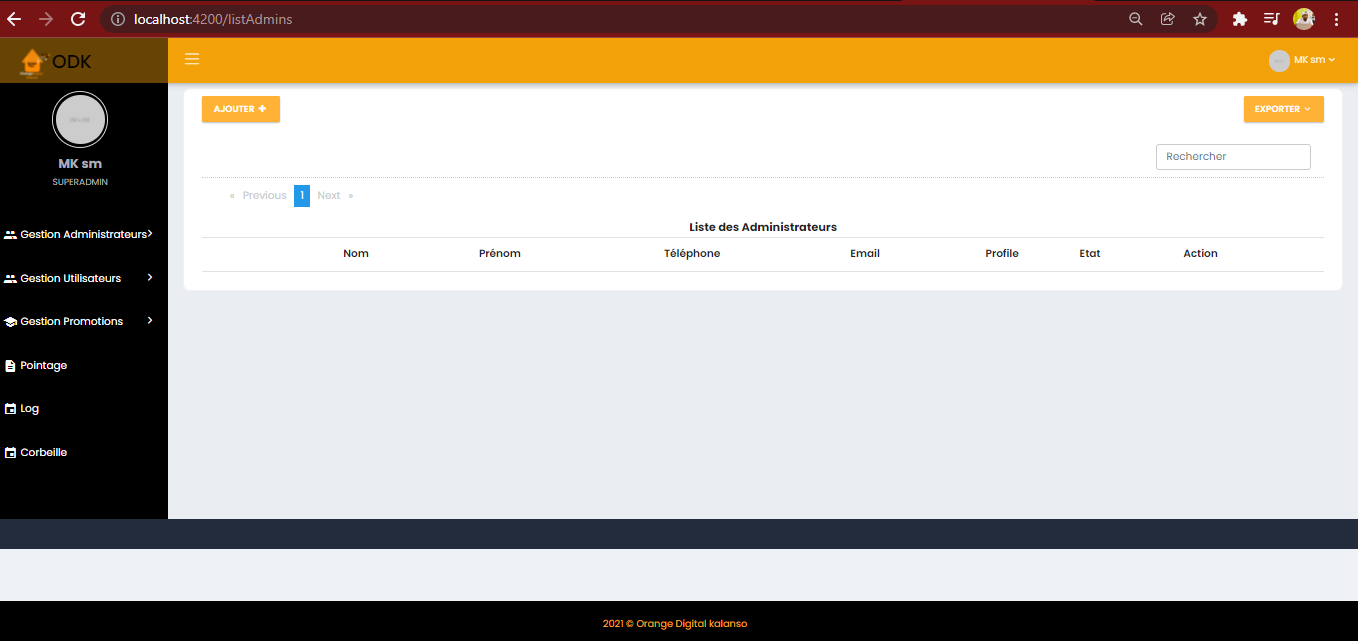 localhost:4200/listAdmins
ODK
MK sm
AJOUTER
EXPORTER
MK sm
SUPERADMIN
Rechercher
« Previous 1 Next »
Liste des Administrateurs
Nom Prénom Téléphone Email Profile Etat Action
Gestion Administrateurs
Gestion Utilisateurs
Gestion Promotions
Pointage
Log
Corbeille
2021 © Orange Digital kalanso